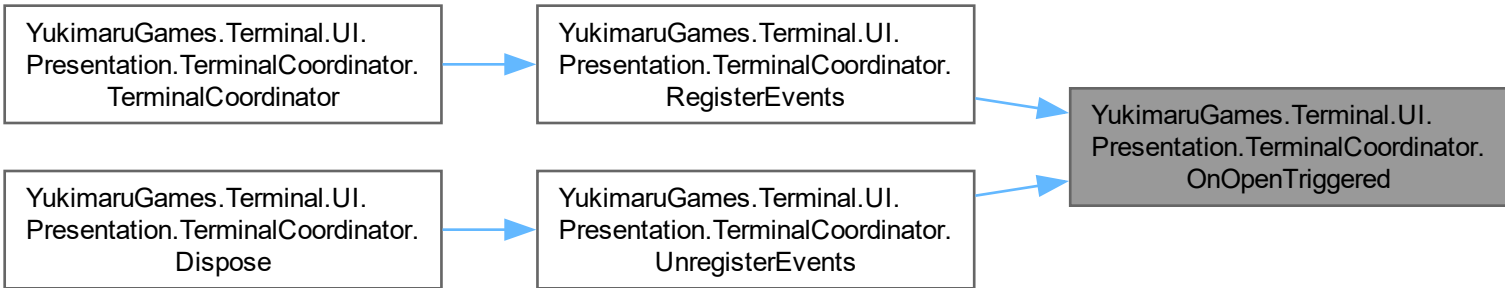 YukimaruGames.Terminal.UI.
Presentation.TerminalCoordinator.
TerminalCoordinator
YukimaruGames.Terminal.UI.
Presentation.TerminalCoordinator.
RegisterEvents
YukimaruGames.Terminal.UI.
Presentation.TerminalCoordinator.
OnOpenTriggered
YukimaruGames.Terminal.UI.
Presentation.TerminalCoordinator.
Dispose
YukimaruGames.Terminal.UI.
Presentation.TerminalCoordinator.
UnregisterEvents